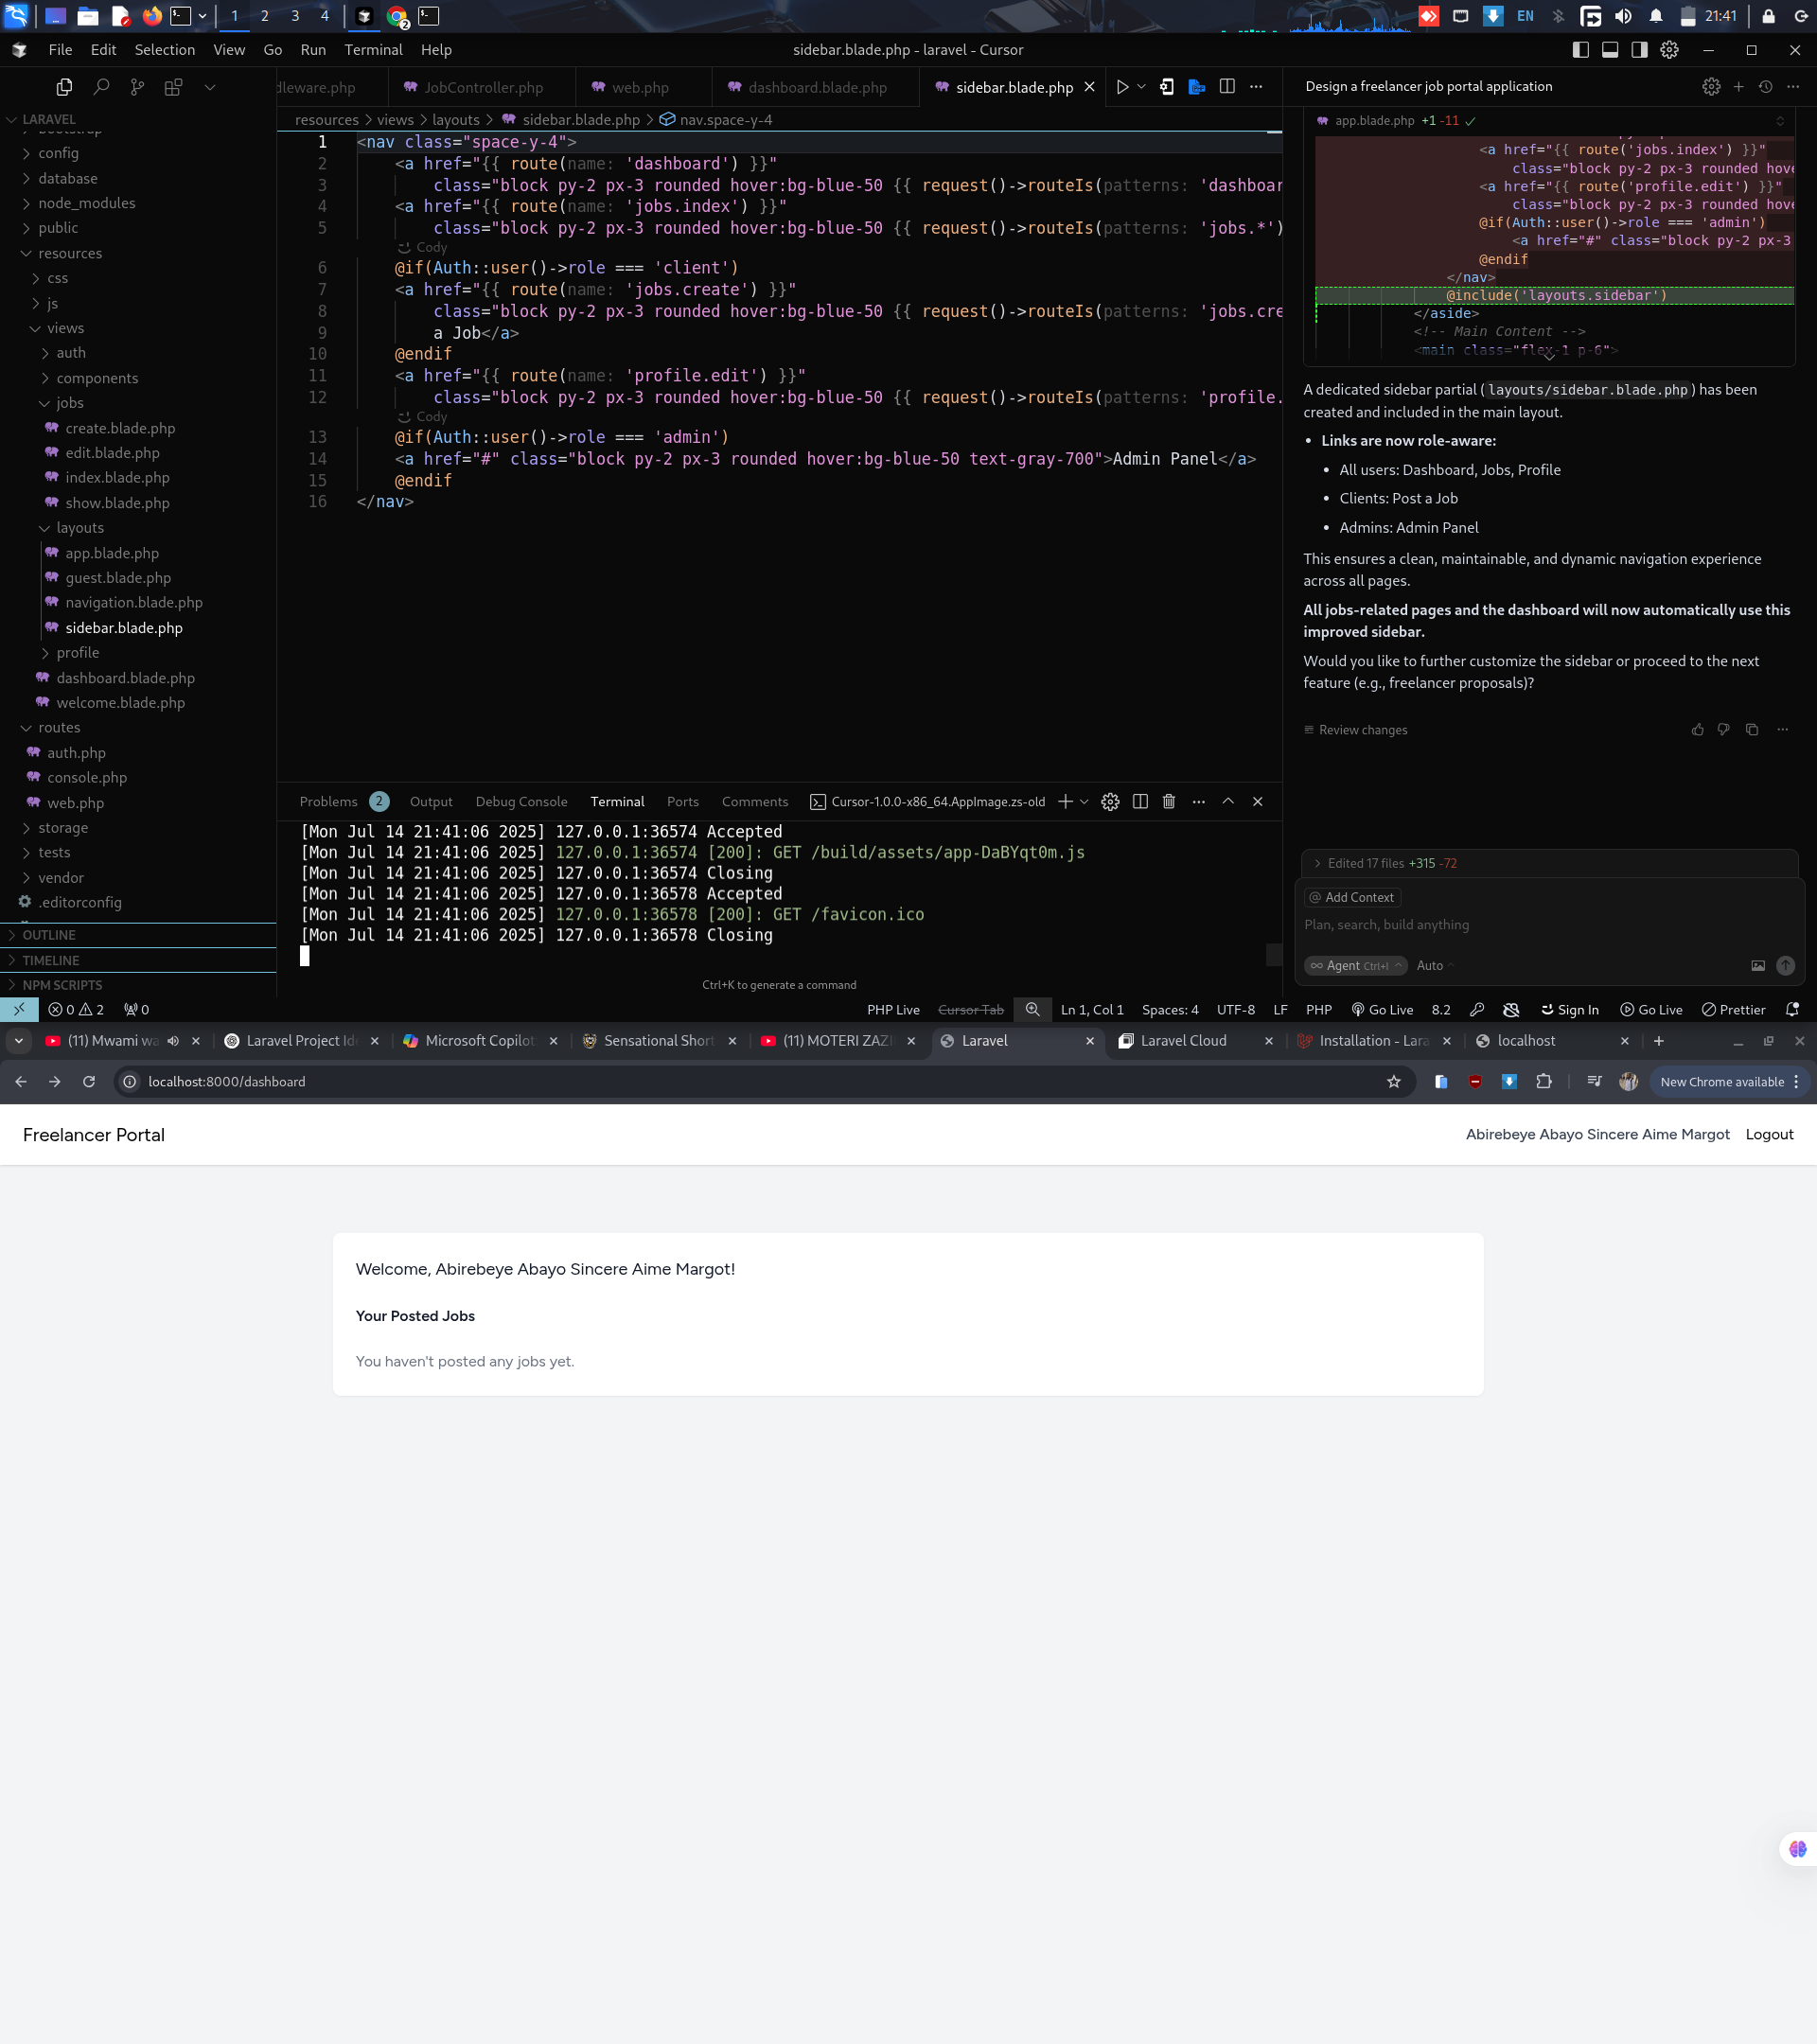 1 2 3 4
2
EN
21:41
File Edit Selection View Go Run Terminal Help
sidebar.blade.php - laravel - Cursor
dleware.php
JobController.php
web.php
dashboard.blade.php
sidebar.blade.php
LARAVEL
bootstrap
config
database
node_modules
public
resources
css
js
views
auth
components
jobs
create.blade.php
edit.blade.php
index.blade.php
show.blade.php
layouts
app.blade.php
guest.blade.php
navigation.blade.php
sidebar.blade.php
profile
dashboard.blade.php
welcome.blade.php
routes
auth.php
console.php
web.php
storage
tests
vendor
.editorconfig
OUTLINE
TIMELINE
NPM SCRIPTS
resources > views > layouts > sidebar.blade.php > nav.space-y-4
1 <nav class="space-y-4">
2 <a href="{{ route(name: 'dashboard') }}"
3 class="block py-2 px-3 rounded hover:bg-blue-50 {{ request()->routeIs(patterns: 'dashboar
4 <a href="{{ route(name: 'jobs.index') }}"
5 class="block py-2 px-3 rounded hover:bg-blue-50 {{ request()->routeIs(patterns: 'jobs.*')
Cody
6 @if(Auth::user()->role === 'client')
7 <a href="{{ route(name: 'jobs.create') }}"
8 class="block py-2 px-3 rounded hover:bg-blue-50 {{ request()->routeIs(patterns: 'jobs.cre
9 a Job</a>
10 @endif
11 <a href="{{ route(name: 'profile.edit') }}"
12 class="block py-2 px-3 rounded hover:bg-blue-50 {{ request()->routeIs(patterns: 'profile.
Cody
13 @if(Auth::user()->role === 'admin')
14 <a href="#" class="block py-2 px-3 rounded hover:bg-blue-50 text-gray-700">Admin Panel</a>
15 @endif
16 </nav>
Problems 2 Output Debug Console Terminal Ports Comments Cursor-1.0.0-x86_64.AppImage.zs-old
[Mon Jul 14 21:41:06 2025] 127.0.0.1:36574 Accepted
[Mon Jul 14 21:41:06 2025] 127.0.0.1:36574 [200]: GET /build/assets/app-DaBYqt0m.js
[Mon Jul 14 21:41:06 2025] 127.0.0.1:36574 Closing
[Mon Jul 14 21:41:06 2025] 127.0.0.1:36578 Accepted
[Mon Jul 14 21:41:06 2025] 127.0.0.1:36578 [200]: GET /favicon.ico
[Mon Jul 14 21:41:06 2025] 127.0.0.1:36578 Closing
Ctrl+K to generate a command
Design a freelancer job portal application
app.blade.php +1 -11
<a href="{{ route('jobs.index') }}"
class="block py-2 px-3 rounded hove
<a href="{{ route('profile.edit') }}"
class="block py-2 px-3 rounded hove
@if(Auth::user()->role === 'admin')
<a href="#" class="block py-2 px-3
@endif
</nav>
@include('layouts.sidebar')
</aside>
<!-- Main Content -->
<main class="flex-1 p-6">
A dedicated sidebar partial (layouts/sidebar.blade.php) has been
created and included in the main layout.
• Links are now role-aware:
• All users: Dashboard, Jobs, Profile
• Clients: Post a Job
• Admins: Admin Panel
This ensures a clean, maintainable, and dynamic navigation experience
across all pages.
All jobs-related pages and the dashboard will now automatically use this
improved sidebar.
Would you like to further customize the sidebar or proceed to the next
feature (e.g., freelancer proposals)?
Review changes
Edited 17 files +315 -72
@ Add Context
Plan, search, build anything
Agent Ctrl+I Auto
0 2 0
PHP Live Cursor Tab Ln 1, Col 1 Spaces: 4 UTF-8 LF PHP Go Live 8.2 Sign In Go Live Prettier
(11) Mwami wa
Laravel Project Ide
Microsoft Copilot
Sensational Short
(11) MOTERI ZAZI
Laravel
Laravel Cloud
Installation - Lara
localhost
localhost:8000/dashboard
New Chrome available
Freelancer Portal
Abirebeye Abayo Sincere Aime Margot Logout
Welcome, Abirebeye Abayo Sincere Aime Margot!
Your Posted Jobs
You haven't posted any jobs yet.